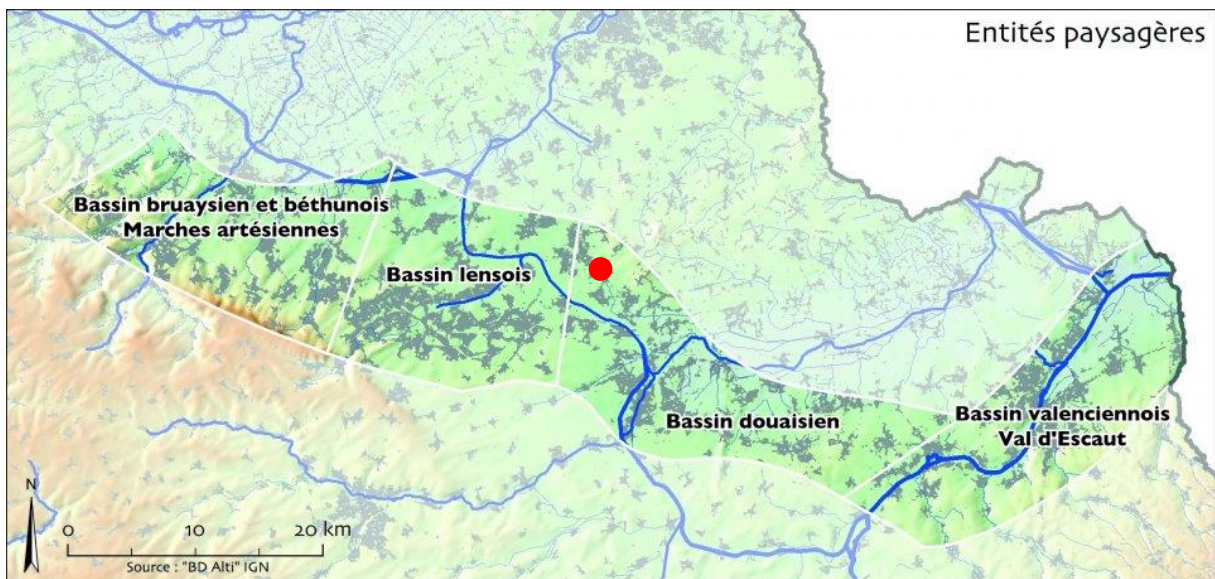 Entités paysagères
Bassin bruaysien et béthunois
Marches artésiennes
Bassin lensois
Bassin douaisien
Bassin valenciennois
Val d'Escaut
N
0 10 20 km
Source : "BD Alti" IGN